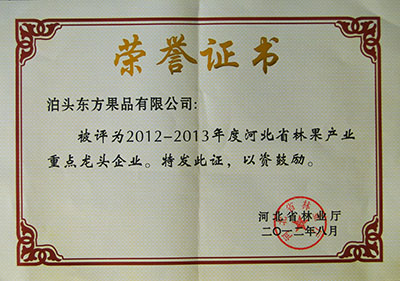 荣誉证书
泊头东方果品有限公司:
被评为2012-2013年度河北省林果产业
重点龙头企业。特发此证，以资鼓励。
河北省林业厅
二〇一二年八月